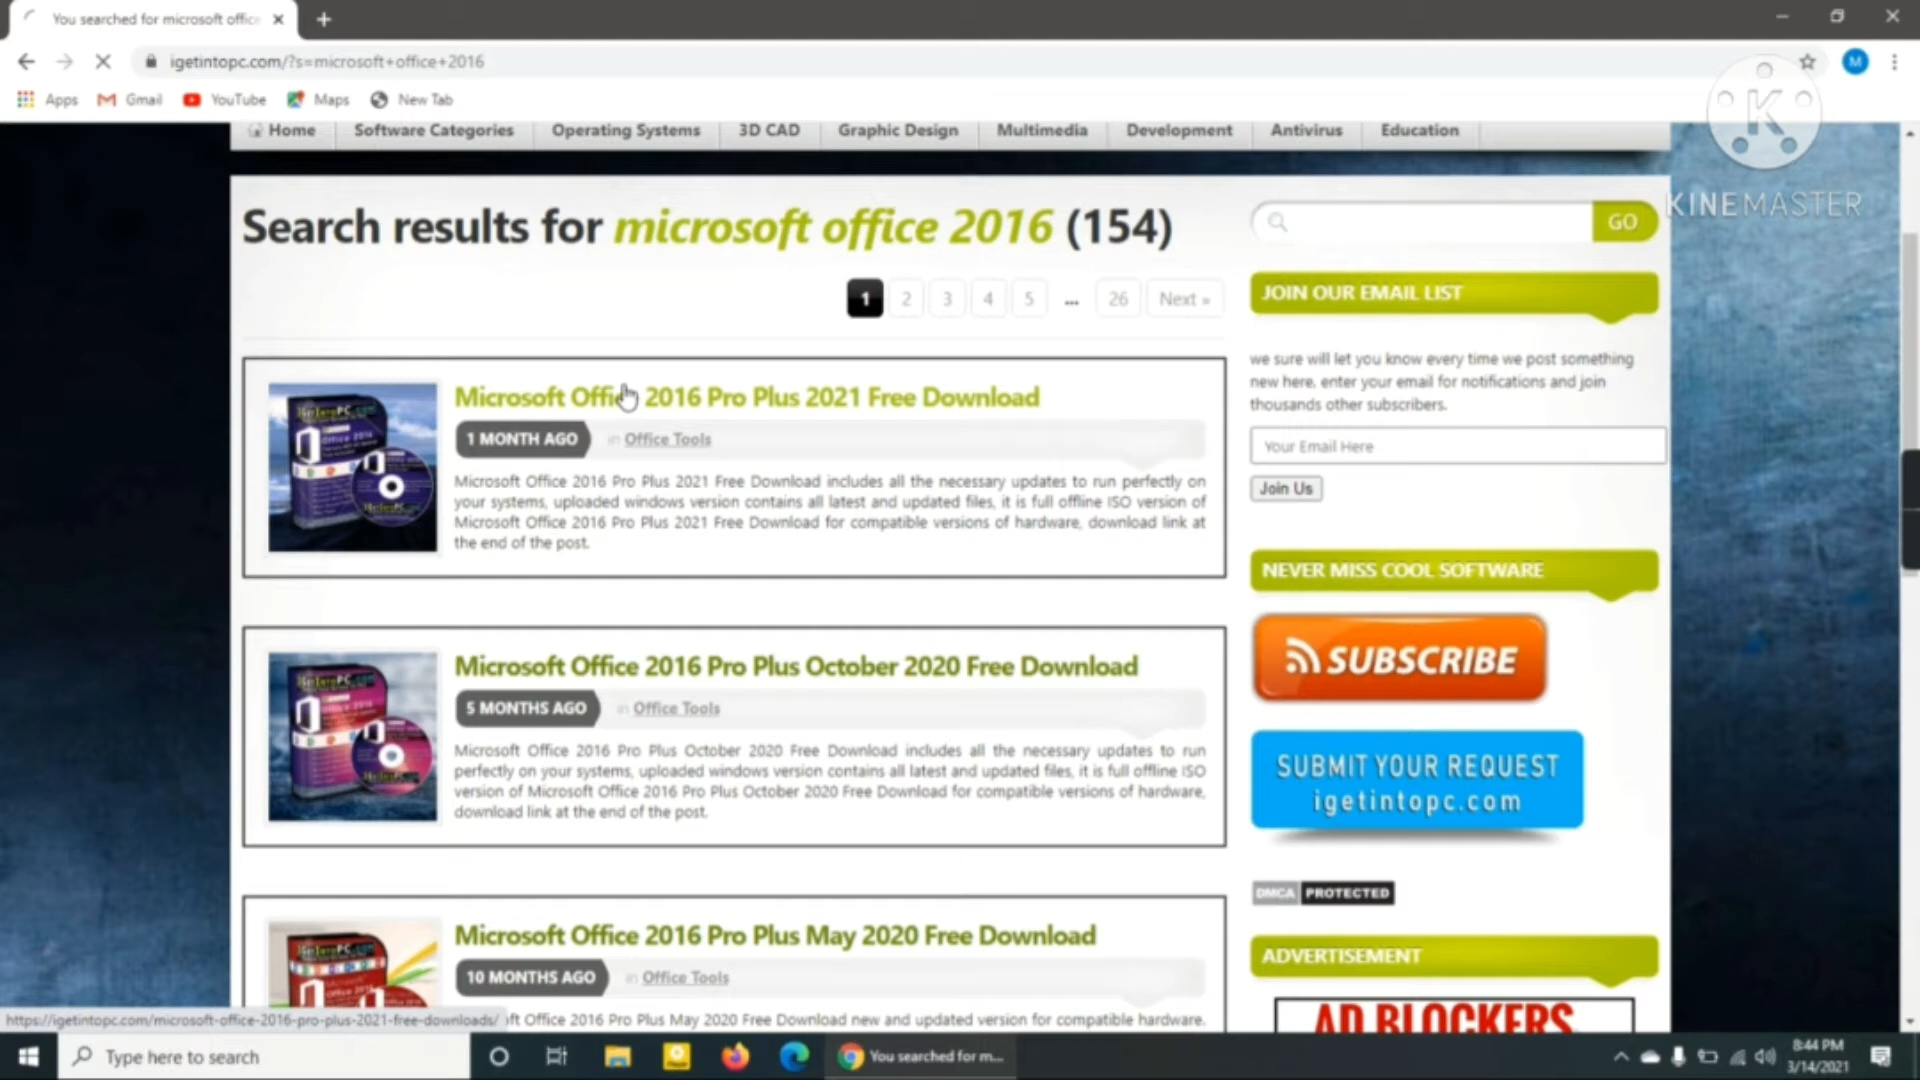 You searched for microsoft office
igetintopc.com/?s=microsoft+office+2016
M
Apps
Gmail
YouTube
Maps
New Tab
K
KINEMASTER
Home
Software Categories
Operating Systems
3D CAD
Graphic Design
Multimedia
Development
Antivirus
Education
Search results for microsoft office 2016 (154)
GO
1
2
3
4
5
...
26
Next »
Microsoft Office 2016 Pro Plus 2021 Free Download
1 MONTH AGO
in Office Tools
Microsoft Office 2016 Pro Plus 2021 Free Download includes all the necessary updates to run perfectly on
your systems, uploaded windows version contains all latest and updated files, it is full offline ISO version of
Microsoft Office 2016 Pro Plus 2021 Free Download for compatible versions of hardware, download link at
the end of the post.
Microsoft Office 2016 Pro Plus October 2020 Free Download
5 MONTHS AGO
in Office Tools
Microsoft Office 2016 Pro Plus October 2020 Free Download includes all the necessary updates to run
perfectly on your systems, uploaded windows version contains all latest and updated files, it is full offline ISO
version of Microsoft Office 2016 Pro Plus October 2020 Free Download for compatible versions of hardware,
download link at the end of the post.
Microsoft Office 2016 Pro Plus May 2020 Free Download
10 MONTHS AGO
in Office Tools
ft Office 2016 Pro Plus May 2020 Free Download new and updated version for compatible hardware.
JOIN OUR EMAIL LIST
we sure will let you know every time we post something
new here, enter your email for notifications and join
thousands other subscribers.
Your Email Here
Join Us
NEVER MISS COOL SOFTWARE
SUBSCRIBE
SUBMIT YOUR REQUEST
igetintopc.com
DMCA PROTECTED
ADVERTISEMENT
AD BLOCKERS
https://igetintopc.com/microsoft-office-2016-pro-plus-2021-free-downloads/
Type here to search
You searched for m...
8:44 PM
3/14/2021